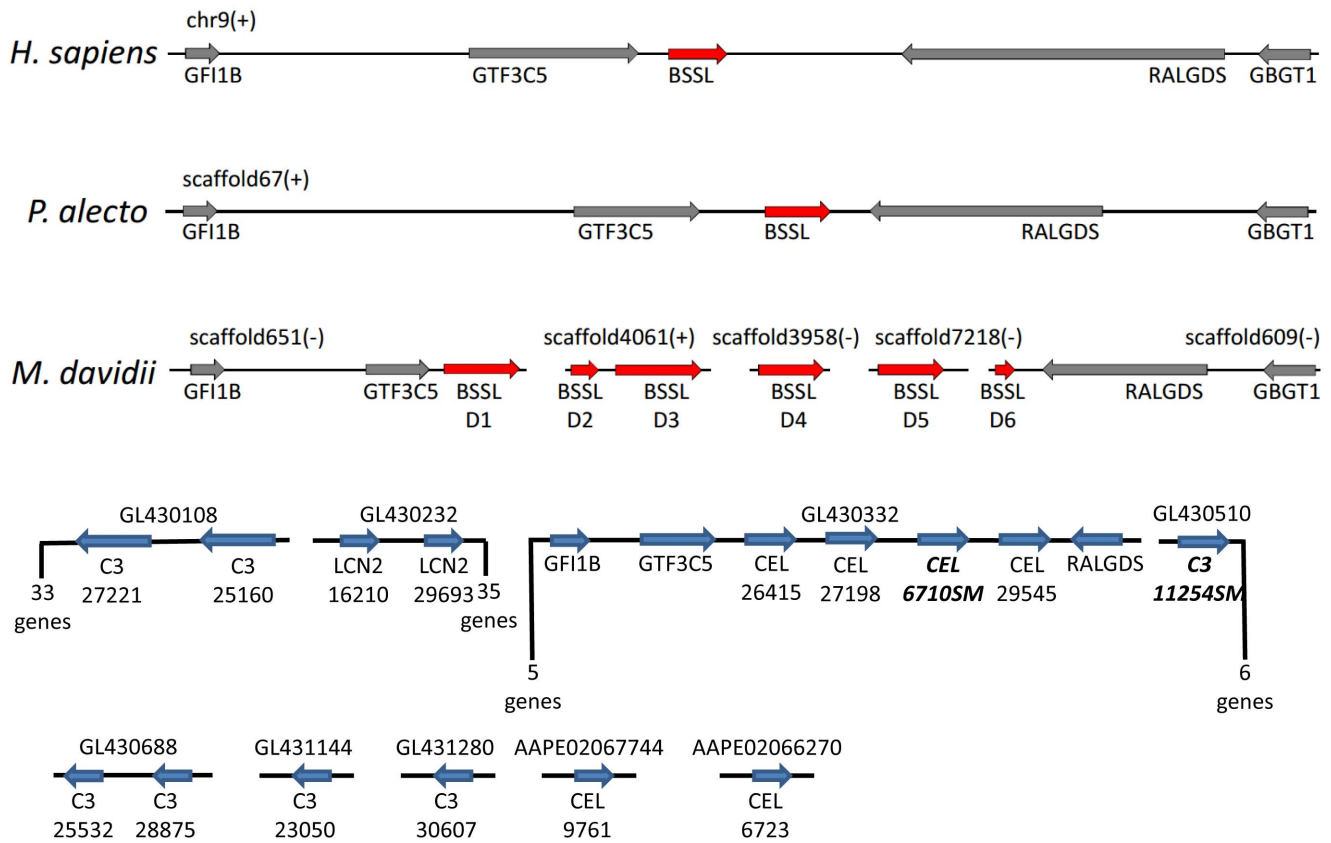 chr9(+)
H. sapiens
GFI1B GTF3C5 BSSL RALGDS GBGT1
scaffold67(+)
P. alecto
GFI1B GTF3C5 BSSL RALGDS GBGT1
scaffold651(-) scaffold4061(+) scaffold3958(-) scaffold7218(-) scaffold609(-)
M. davidii
GFI1B GTF3C5 BSSL BSSL BSSL BSSL BSSL BSSL RALGDS GBGT1
D1 D2 D3 D4 D5 D6
GL430108 GL430232 GL430332 GL430510
C3 C3 LCN2 LCN2 GFI1B GTF3C5 CEL CEL CEL CEL RALGDS C3
33 27221 25160 16210 29693 35 26415 27198 6710SM 29545 11254SM
genes genes
5 6
genes genes
GL430688 GL431144 GL431280 AAPE02067744 AAPE02066270
C3 C3 C3 C3 CEL CEL
25532 28875 23050 30607 9761 6723